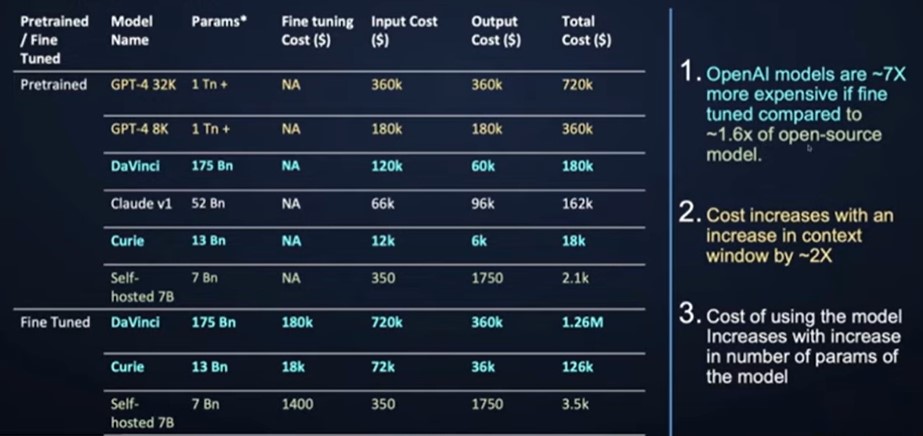 Pretrained / Fine Tuned Model Name Params* Fine tuning Cost ($) Input Cost ($) Output Cost ($) Total Cost ($)
Pretrained GPT-4 32K 1 Tn + NA 360k 360k 720k
GPT-4 8K 1 Tn + NA 180k 180k 360k
DaVinci 175 Bn NA 120k 60k 180k
Claude v1 52 Bn NA 66k 96k 162k
Curie 13 Bn NA 12k 6k 18k
Self-hosted 7B 7 Bn NA 350 1750 2.1k
Fine Tuned DaVinci 175 Bn 180k 720k 360k 1.26M
Curie 13 Bn 18k 72k 36k 126k
Self-hosted 7B 7 Bn 1400 350 1750 3.5k
1. OpenAI models are ~7X
more expensive if fine
tuned compared to
~1.6x of open-source
model.
2. Cost increases with an
increase in context
window by ~2X
3. Cost of using the model
Increases with increase
in number of params of
the model